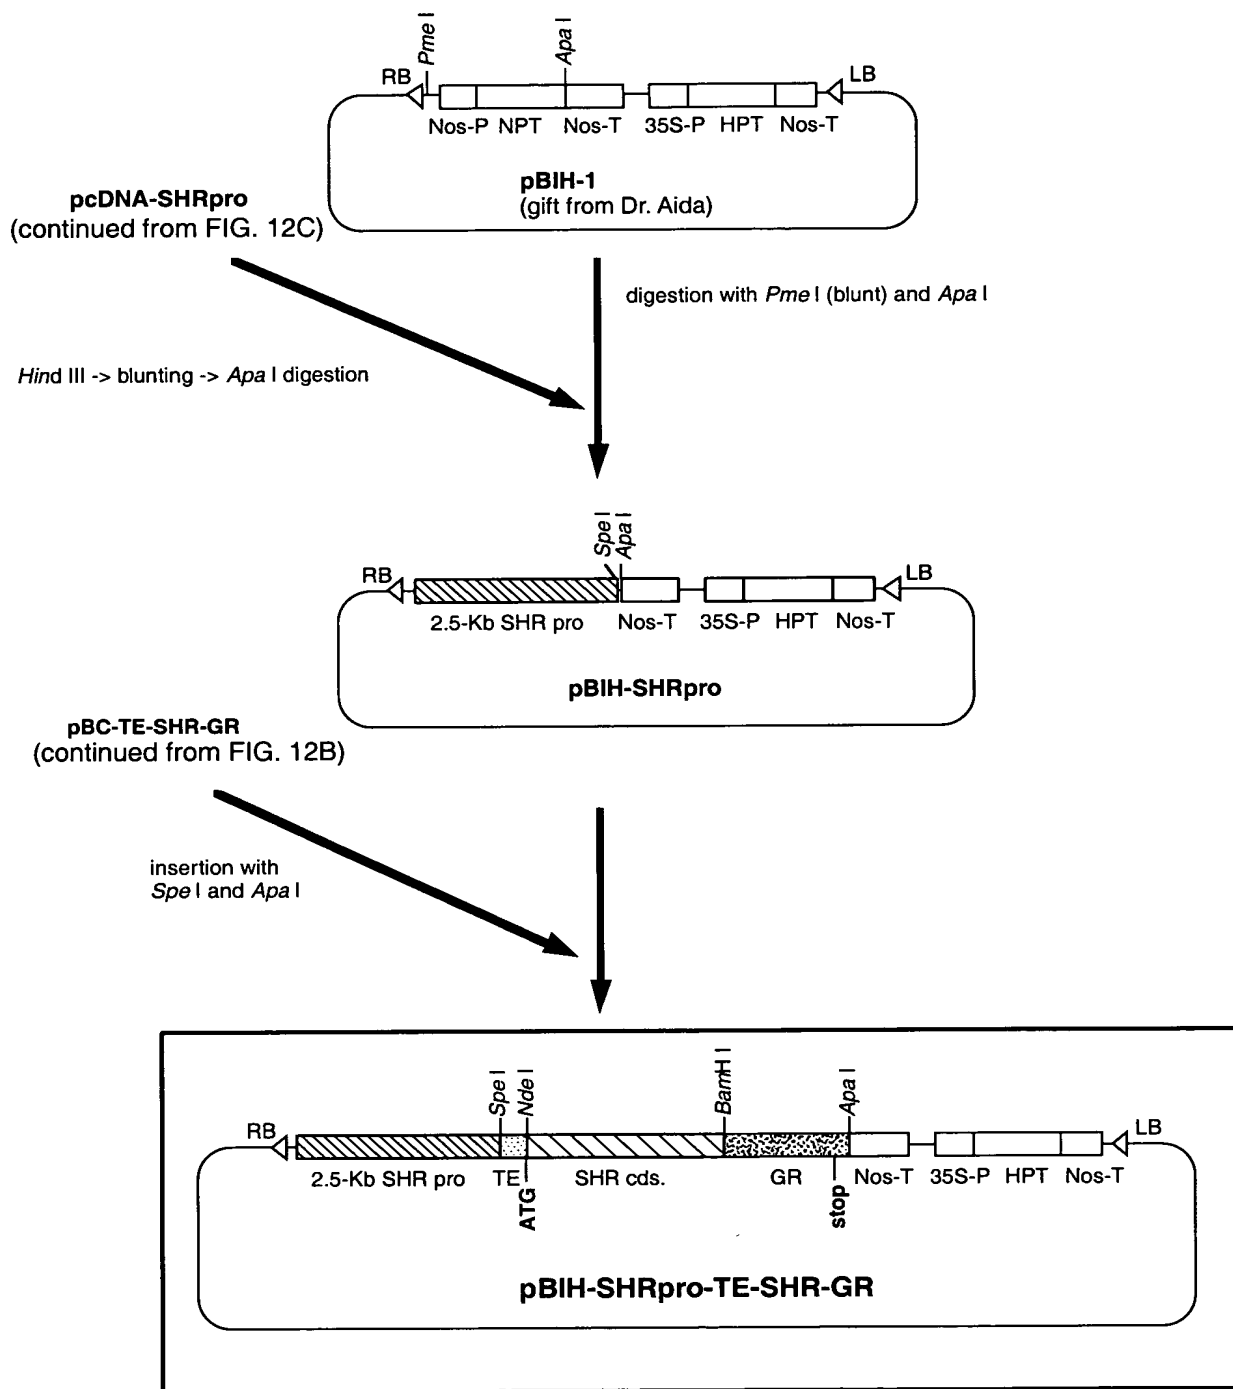 Pme I
Apa I
RB
LB
Nos-P NPT Nos-T 35S-P HPT Nos-T
pBIH-1
(gift from Dr. Aida)
pcDNA-SHRpro
(continued from FIG. 12C)
digestion with Pme I (blunt) and Apa I
Hind III -> blunting -> Apa I digestion
Spe I
Apa I
RB
LB
2.5-Kb SHR pro Nos-T 35S-P HPT Nos-T
pBIH-SHRpro
pBC-TE-SHR-GR
(continued from FIG. 12B)
insertion with
Spe I and Apa I
Spe I
Nde I
BamH I
Apa I
RB
LB
2.5-Kb SHR pro TE SHR cds. GR Nos-T 35S-P HPT Nos-T
ATG
stop
pBIH-SHRpro-TE-SHR-GR